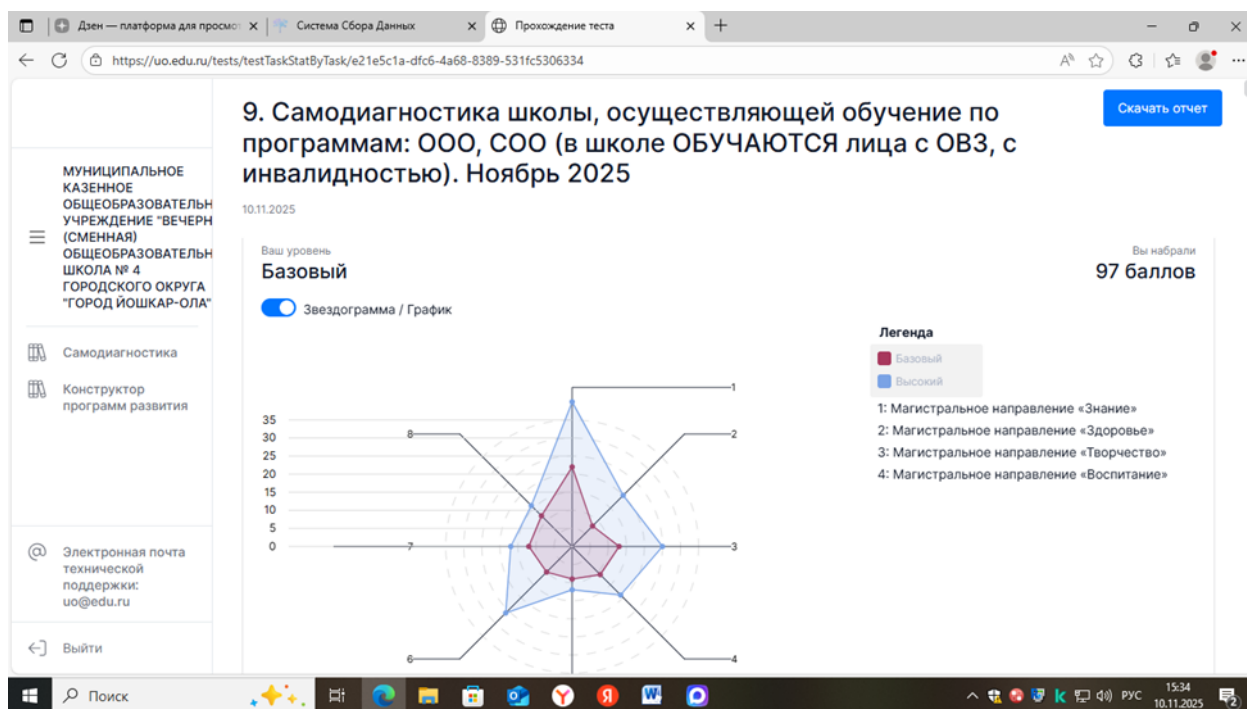 Дзен — платформа для просмо
Система Сбора Данных
Прохождение теста
https://uo.edu.ru/tests/testTaskStatByTask/e21e5c1a-dfc6-4a68-8389-531fc5306334
9. Самодиагностика школы, осуществляющей обучение по
программам: ООО, СОО (в школе ОБУЧАЮТСЯ лица с ОВЗ, с
инвалидностью). Ноябрь 2025
Скачать отчет
10.11.2025
МУНИЦИПАЛЬНОЕ
КАЗЕННОЕ
ОБЩЕОБРАЗОВАТЕЛЬН
УЧРЕЖДЕНИЕ "ВЕЧЕРН
(СМЕННАЯ)
ОБЩЕОБРАЗОВАТЕЛЬН
ШКОЛА № 4
ГОРОДСКОГО ОКРУГА
"ГОРОД ЙОШКАР-ОЛА"
Самодиагностика
Конструктор
программ развития
Электронная почта
технической
поддержки:
uo@edu.ru
Выйти
Ваш уровень
Базовый
Вы набрали
97 баллов
Звездограмма / График
35
30
25
20
15
10
5
0
1
2
3
4
6
7
8
Легенда
Базовый
Высокий
1: Магистральное направление «Знание»
2: Магистральное направление «Здоровье»
3: Магистральное направление «Творчество»
4: Магистральное направление «Воспитание»
Поиск
РУС
15:34
10.11.2025
2